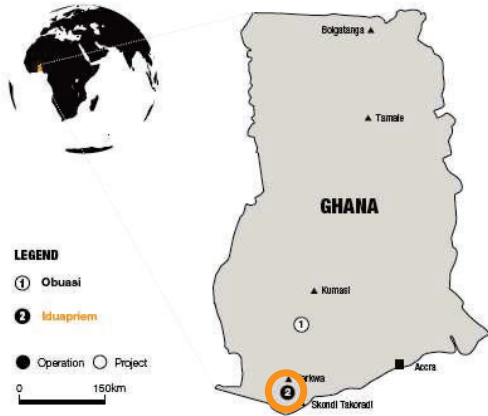 Bolgatanga
Tamale
GHANA
LEGEND
1 Obuasi
2 Iduapriem
Kumasi
1
Operation Project
0 150km
Accra
2
Skondi Takoradi